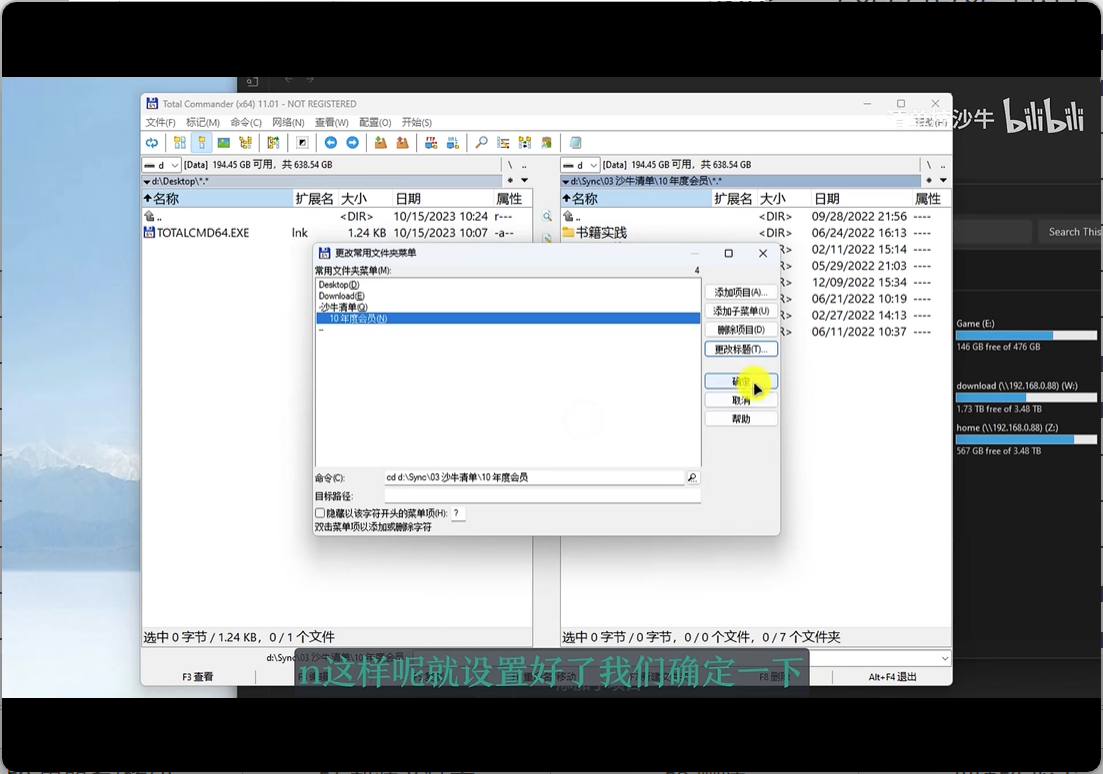 Total Commander (x64) 11.01 - NOT REGISTERED
文件(F) 标记(M) 命令(C) 网络(N) 查看(W) 配置(O) 开始(S)
沙牛 bilibili
d [Data] 194.45 GB 可用，共 638.54 GB \ ..
d [Data] 194.45 GB 可用，共 638.54 GB \ ..
▼d:\Desktop\*.* * ▼
▼d:\Sync\03 沙牛清单\10 年度会员\*.* * ▼
↑名称 扩展名 大小 日期 属性
.. <DIR> 10/15/2023 10:24 r---
TOTALCMD64.EXE lnk 1.24 KB 10/15/2023 10:07 -a--
↑名称 扩展名 大小 日期 属性
.. <DIR> 09/28/2022 21:56 ----
书籍实践 <DIR> 06/24/2022 16:13 ----
02/11/2022 15:14 ----
05/29/2022 21:03 ----
12/09/2022 15:34 ----
06/21/2022 10:19 ----
02/27/2022 14:13 ----
06/11/2022 10:37 ----
更改常用文件夹菜单
常用文件夹菜单(M): 4
Desktop(D)
Download(E)
-沙牛清单(Q)
10 年度会员(N)
--
添加项目(A)...
添加子菜单(U)
删除项目(D)
更改标题(T)...
确定
取消
帮助
命令(C): cd d:\Sync\03 沙牛清单\10 年度会员
目标路径:
隐藏以该字符开头的菜单项(H): ?
双击菜单项以添加或删除字符
Search This
Game (E:)
146 GB free of 476 GB
download (\\192.168.0.88) (W:)
1.73 TB free of 3.48 TB
home (\\192.168.0.88) (Z:)
567 GB free of 3.48 TB
选中 0 字节 / 1.24 KB，0 / 1 个文件
选中 0 字节 / 0 字节，0 / 0 个文件，0 / 7 个文件夹
d:\Sync\03 沙牛清单\10 年度会员
F3 查看
Alt+F4 退出
n这样呢就设置好了我们确定一下